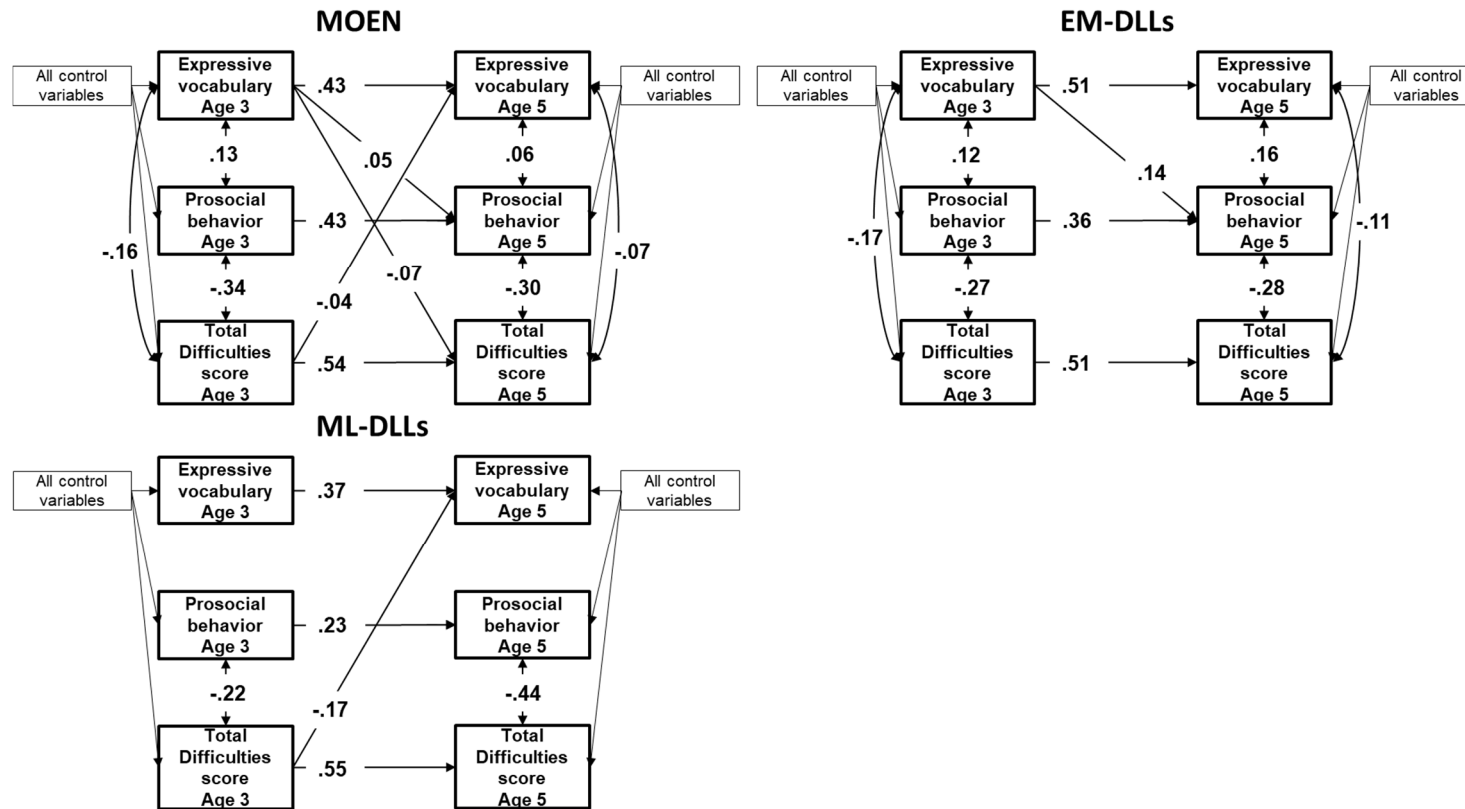 MOEN
All control
variables
Expressive
vocabulary
Age 3
.43
Expressive
vocabulary
Age 5
All control
variables
.13
.05
.06
Prosocial
behavior
Age 3
.43
Prosocial
behavior
Age 5
-.16
-.07
-.07
-.34
-.04
-.30
Total
Difficulties
score
Age 3
.54
Total
Difficulties
score
Age 5
EM-DLLs
All control
variables
Expressive
vocabulary
Age 3
.51
Expressive
vocabulary
Age 5
All control
variables
.12
.14
.16
Prosocial
behavior
Age 3
.36
Prosocial
behavior
Age 5
-.17
-.11
-.27
-.28
Total
Difficulties
score
Age 3
.51
Total
Difficulties
score
Age 5
ML-DLLs
All control
variables
Expressive
vocabulary
Age 3
.37
Expressive
vocabulary
Age 5
All control
variables
Prosocial
behavior
Age 3
.23
Prosocial
behavior
Age 5
-.22
-.17
-.44
Total
Difficulties
score
Age 3
.55
Total
Difficulties
score
Age 5